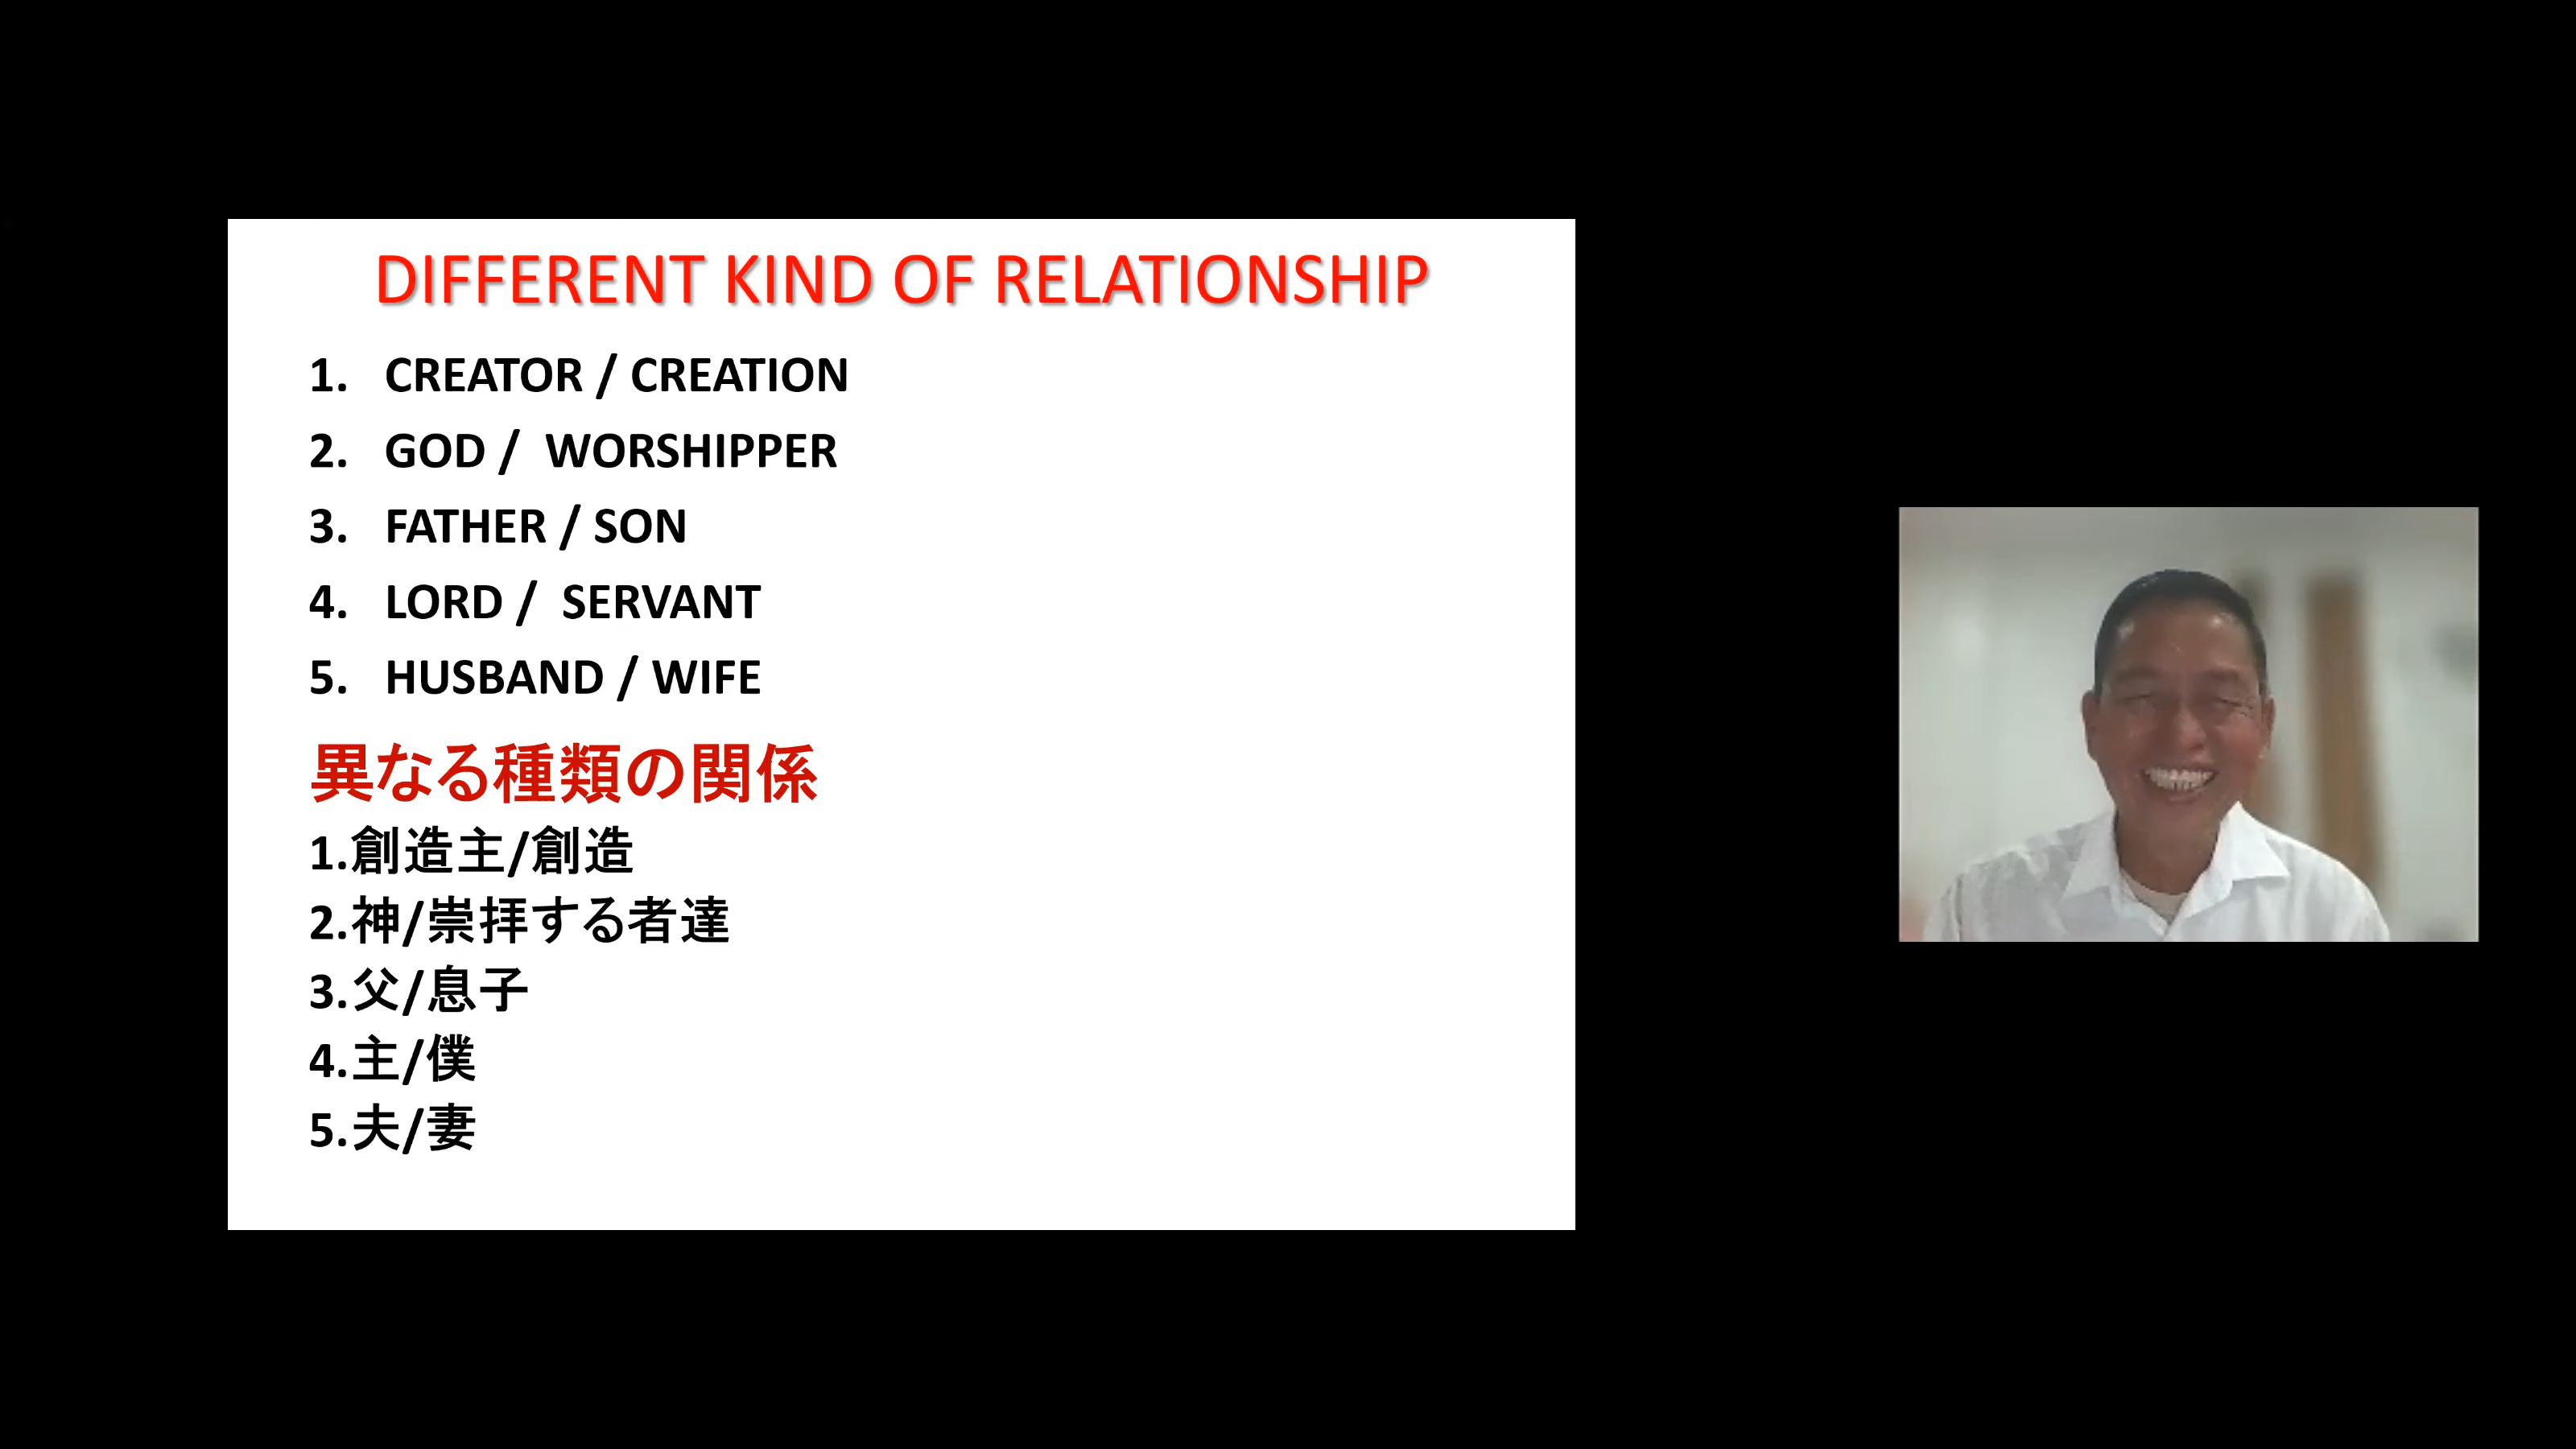 DIFFERENT KIND OF RELATIONSHIP
1. CREATOR / CREATION
2. GOD / WORSHIPPER
3. FATHER / SON
4. LORD / SERVANT
5. HUSBAND / WIFE
異なる種類の関係
1.創造主/創造
2.神/崇拝する者達
3.父/息子
4.主/僕
5.夫/妻